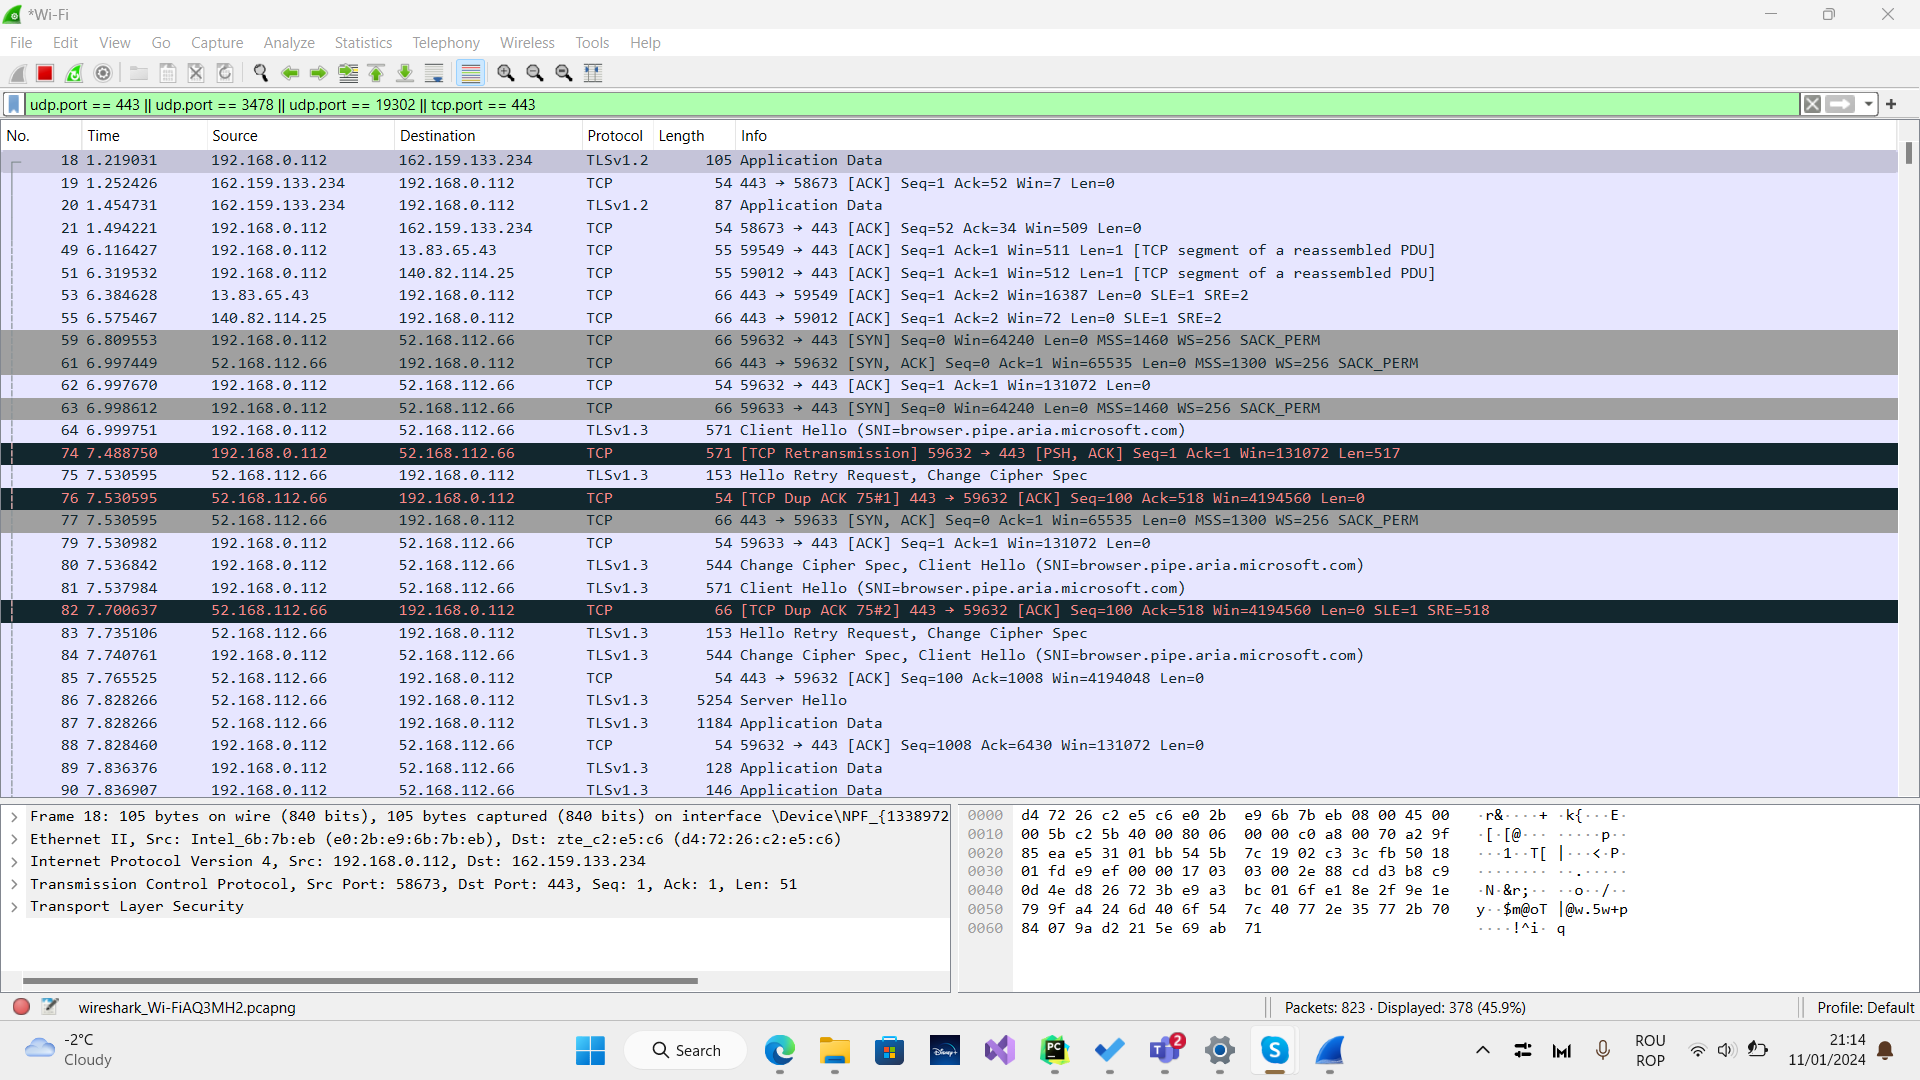 *Wi-Fi
File Edit View Go Capture Analyze Statistics Telephony Wireless Tools Help
udp.port == 443 || udp.port == 3478 || udp.port == 19302 || tcp.port == 443
No. Time Source Destination Protocol Length Info
18 1.219031 192.168.0.112 162.159.133.234 TLSv1.2 105 Application Data
19 1.252426 162.159.133.234 192.168.0.112 TCP 54 443 → 58673 [ACK] Seq=1 Ack=52 Win=7 Len=0
20 1.454731 162.159.133.234 192.168.0.112 TLSv1.2 87 Application Data
21 1.494221 192.168.0.112 162.159.133.234 TCP 54 58673 → 443 [ACK] Seq=52 Ack=34 Win=509 Len=0
49 6.116427 192.168.0.112 13.83.65.43 TCP 55 59549 → 443 [ACK] Seq=1 Ack=1 Win=511 Len=1 [TCP segment of a reassembled PDU]
51 6.319532 192.168.0.112 140.82.114.25 TCP 55 59012 → 443 [ACK] Seq=1 Ack=1 Win=512 Len=1 [TCP segment of a reassembled PDU]
53 6.384628 13.83.65.43 192.168.0.112 TCP 66 443 → 59549 [ACK] Seq=1 Ack=2 Win=16387 Len=0 SLE=1 SRE=2
55 6.575467 140.82.114.25 192.168.0.112 TCP 66 443 → 59012 [ACK] Seq=1 Ack=2 Win=72 Len=0 SLE=1 SRE=2
59 6.809553 192.168.0.112 52.168.112.66 TCP 66 59632 → 443 [SYN] Seq=0 Win=64240 Len=0 MSS=1460 WS=256 SACK_PERM
61 6.997449 52.168.112.66 192.168.0.112 TCP 66 443 → 59632 [SYN, ACK] Seq=0 Ack=1 Win=65535 Len=0 MSS=1300 WS=256 SACK_PERM
62 6.997670 192.168.0.112 52.168.112.66 TCP 54 59632 → 443 [ACK] Seq=1 Ack=1 Win=131072 Len=0
63 6.998612 192.168.0.112 52.168.112.66 TCP 66 59633 → 443 [SYN] Seq=0 Win=64240 Len=0 MSS=1460 WS=256 SACK_PERM
64 6.999751 192.168.0.112 52.168.112.66 TLSv1.3 571 Client Hello (SNI=browser.pipe.aria.microsoft.com)
74 7.488750 192.168.0.112 52.168.112.66 TCP 571 [TCP Retransmission] 59632 → 443 [PSH, ACK] Seq=1 Ack=1 Win=131072 Len=517
75 7.530595 52.168.112.66 192.168.0.112 TLSv1.3 153 Hello Retry Request, Change Cipher Spec
76 7.530595 52.168.112.66 192.168.0.112 TCP 54 [TCP Dup ACK 75#1] 443 → 59632 [ACK] Seq=100 Ack=518 Win=4194560 Len=0
77 7.530595 52.168.112.66 192.168.0.112 TCP 66 443 → 59633 [SYN, ACK] Seq=0 Ack=1 Win=65535 Len=0 MSS=1300 WS=256 SACK_PERM
79 7.530982 192.168.0.112 52.168.112.66 TCP 54 59633 → 443 [ACK] Seq=1 Ack=1 Win=131072 Len=0
80 7.536842 192.168.0.112 52.168.112.66 TLSv1.3 544 Change Cipher Spec, Client Hello (SNI=browser.pipe.aria.microsoft.com)
81 7.537984 192.168.0.112 52.168.112.66 TLSv1.3 571 Client Hello (SNI=browser.pipe.aria.microsoft.com)
82 7.700637 52.168.112.66 192.168.0.112 TCP 66 [TCP Dup ACK 75#2] 443 → 59632 [ACK] Seq=100 Ack=518 Win=4194560 Len=0 SLE=1 SRE=518
83 7.735106 52.168.112.66 192.168.0.112 TLSv1.3 153 Hello Retry Request, Change Cipher Spec
84 7.740761 192.168.0.112 52.168.112.66 TLSv1.3 544 Change Cipher Spec, Client Hello (SNI=browser.pipe.aria.microsoft.com)
85 7.765525 52.168.112.66 192.168.0.112 TCP 54 443 → 59632 [ACK] Seq=100 Ack=1008 Win=4194048 Len=0
86 7.828266 52.168.112.66 192.168.0.112 TLSv1.3 5254 Server Hello
87 7.828266 52.168.112.66 192.168.0.112 TLSv1.3 1184 Application Data
88 7.828460 192.168.0.112 52.168.112.66 TCP 54 59632 → 443 [ACK] Seq=1008 Ack=6430 Win=131072 Len=0
89 7.836376 192.168.0.112 52.168.112.66 TLSv1.3 128 Application Data
90 7.836907 192.168.0.112 52.168.112.66 TLSv1.3 146 Application Data
Frame 18: 105 bytes on wire (840 bits), 105 bytes captured (840 bits) on interface \Device\NPF_{1338972
Ethernet II, Src: Intel_6b:7b:eb (e0:2b:e9:6b:7b:eb), Dst: zte_c2:e5:c6 (d4:72:26:c2:e5:c6)
Internet Protocol Version 4, Src: 192.168.0.112, Dst: 162.159.133.234
Transmission Control Protocol, Src Port: 58673, Dst Port: 443, Seq: 1, Ack: 1, Len: 51
Transport Layer Security
0000 d4 72 26 c2 e5 c6 e0 2b e9 6b 7b eb 08 00 45 00 ·r&····+ ·k{···E·
0010 00 5b c2 5b 40 00 80 06 00 00 c0 a8 00 70 a2 9f ·[·[@··· ·····p··
0020 85 ea e5 31 01 bb 54 5b 7c 19 02 c3 3c fb 50 18 ···1··T[ |···<·P·
0030 01 fd e9 ef 00 00 17 03 03 00 2e 88 cd d3 b8 c9 ········ ··.·····
0040 0d 4e d8 26 72 3b e9 a3 bc 01 6f e1 8e 2f 9e 1e ·N·&r;·· ··o··/··
0050 79 9f a4 24 6d 40 6f 54 7c 40 77 2e 35 77 2b 70 y··$m@oT |@w.5w+p
0060 84 07 9a d2 21 5e 69 ab 71 ····!^i· q
wireshark_Wi-FiAQ3MH2.pcapng Packets: 823 · Displayed: 378 (45.9%) Profile: Default
-2°C
Cloudy
Search
Disney+
PC
2
ROU
ROP
21:14
11/01/2024